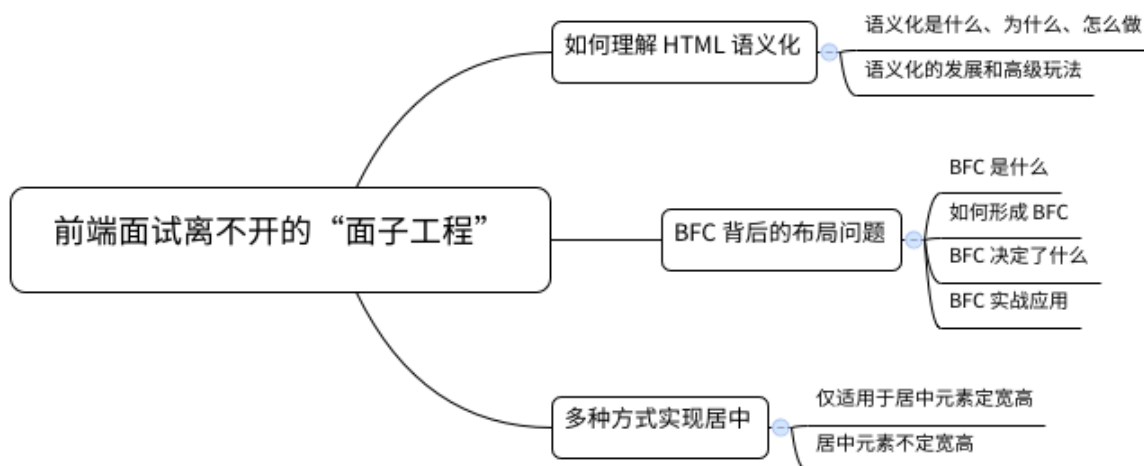 前端面试离不开的“面子工程”
如何理解 HTML 语义化
语义化是什么、为什么、怎么做
语义化的发展和高级玩法
BFC 背后的布局问题
BFC 是什么
如何形成 BFC
BFC 决定了什么
BFC 实战应用
多种方式实现居中
仅适用于居中元素定宽高
居中元素不定宽高